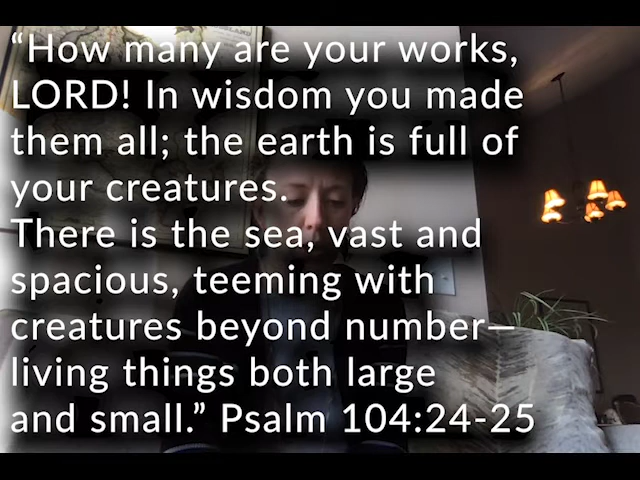 “How many are your works,
LORD! In wisdom you made
them all; the earth is full of
your creatures.
There is the sea, vast and
spacious, teeming with
creatures beyond number—
living things both large
and small.” Psalm 104:24-25